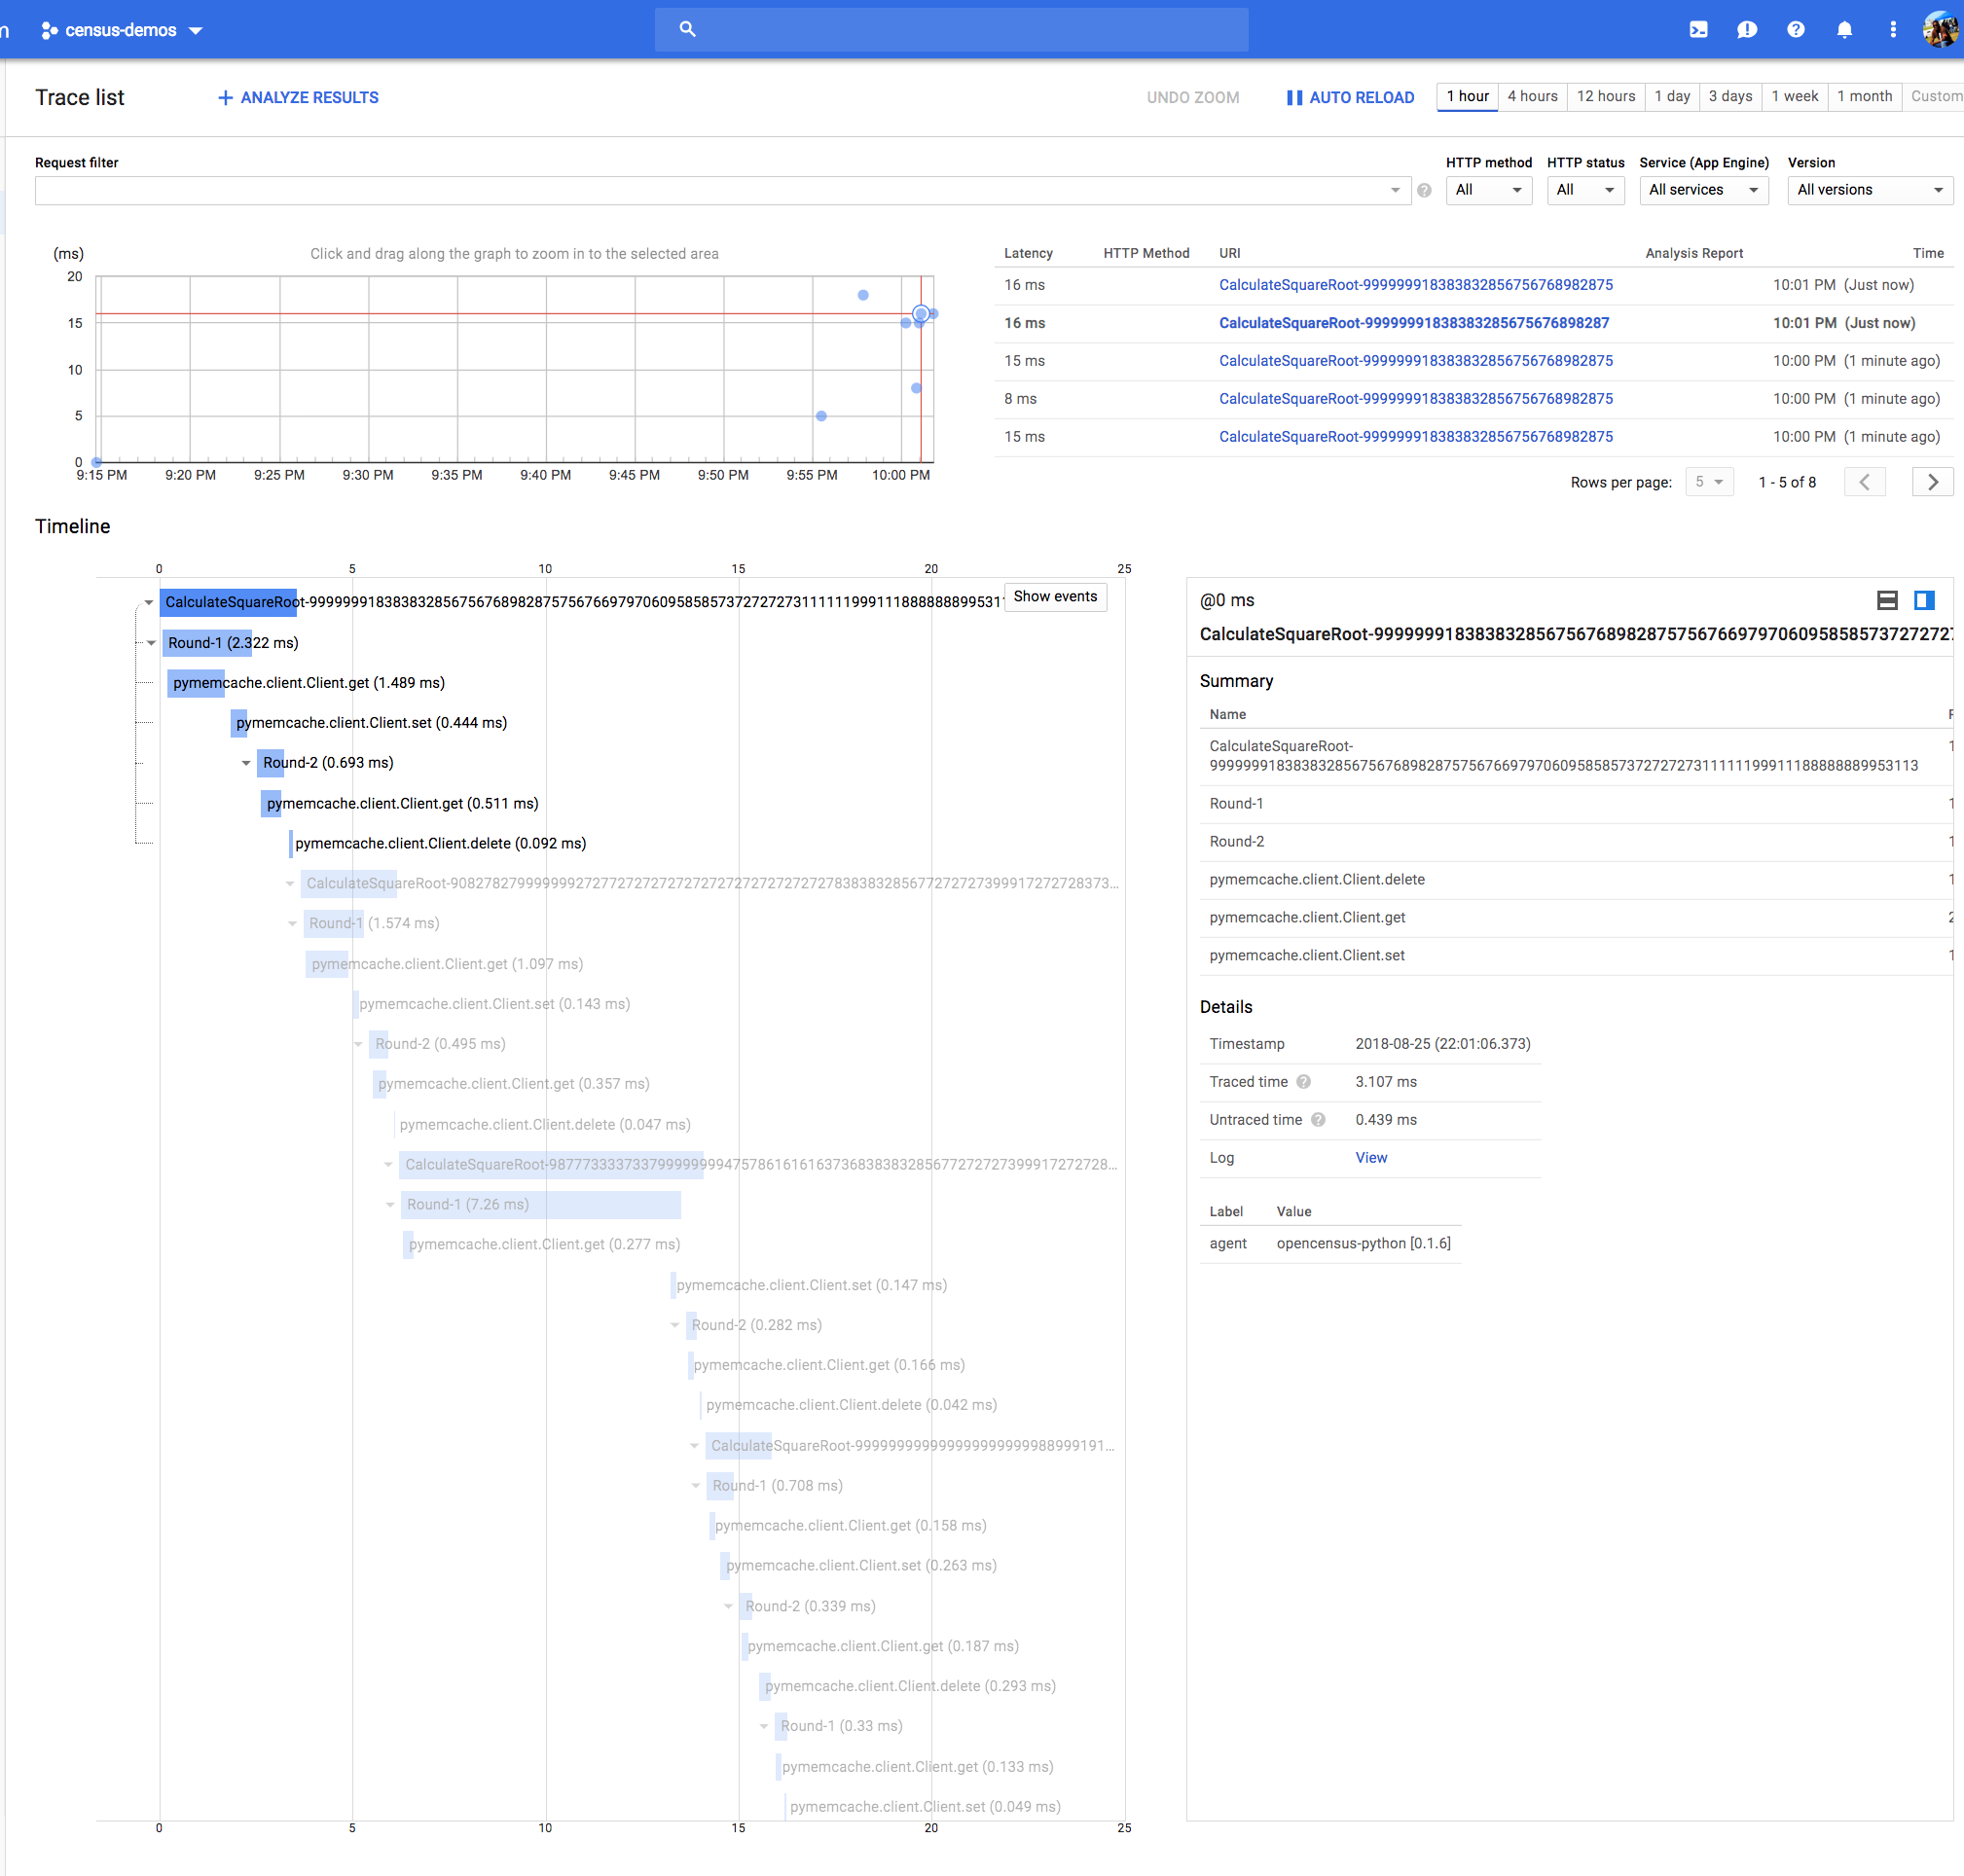 census-demos
Trace list
ANALYZE RESULTS
UNDO ZOOM
AUTO RELOAD
1 hour
4 hours
12 hours
1 day
3 days
1 week
1 month
Custom
Request filter
HTTP method
HTTP status
Service (App Engine)
Version
All
All
All services
All versions
(ms)
Click and drag along the graph to zoom in to the selected area
20
15
10
5
0
9:15 PM 9:20 PM 9:25 PM 9:30 PM 9:35 PM 9:40 PM 9:45 PM 9:50 PM 9:55 PM 10:00 PM
Latency HTTP Method URI Analysis Report Time
16 ms CalculateSquareRoot-999999918383832856756768982875 10:01 PM (Just now)
16 ms CalculateSquareRoot-9999999183838328567567689828​7 10:01 PM (Just now)
15 ms CalculateSquareRoot-99999991838383285675676898​2875 10:00 PM (1 minute ago)
8 ms CalculateSquareRoot-99999991838383285675676898​2875 10:00 PM (1 minute ago)
15 ms CalculateSquareRoot-99999991838383285675676898​2875 10:00 PM (1 minute ago)
Rows per page: 5 1 - 5 of 8
Timeline
0 5 10 15 20 25
Show events
Round-1 (2.322 ms)
pymemcache.client.Client.get (1.489 ms)
pymemcache.client.Client.set (0.444 ms)
Round-2 (0.693 ms)
pymemcache.client.Client.get (0.511 ms)
pymemcache.client.Client.delete (0.092 ms)
Round-1 (1.574 ms)
pymemcache.client.Client.get (1.097 ms)
pymemcache.client.Client.set (0.143 ms)
Round-2 (0.495 ms)
pymemcache.client.Client.get (0.357 ms)
pymemcache.client.Client.delete (0.047 ms)
Round-1 (7.26 ms)
pymemcache.client.Client.get (0.277 ms)
pymemcache.client.Client.set (0.147 ms)
Round-2 (0.282 ms)
pymemcache.client.Client.get (0.166 ms)
pymemcache.client.Client.delete (0.042 ms)
Round-1 (0.708 ms)
pymemcache.client.Client.get (0.158 ms)
pymemcache.client.Client.set (0.263 ms)
Round-2 (0.339 ms)
pymemcache.client.Client.get (0.187 ms)
pymemcache.client.Client.delete (0.293 ms)
Round-1 (0.33 ms)
pymemcache.client.Client.get (0.133 ms)
pymemcache.client.Client.set (0.049 ms)
0 5 10 15 20 25
@0 ms
Summary
Name
CalculateSquareRoot-
Round-1 1
Round-2 1
pymemcache.client.Client.delete 1
pymemcache.client.Client.get 2
pymemcache.client.Client.set 1
Details
Timestamp 2018-08-25 (22:01:06.373)
Traced time 3.107 ms
Untraced time 0.439 ms
Log View
Label Value
agent opencensus-python [0.1.6]